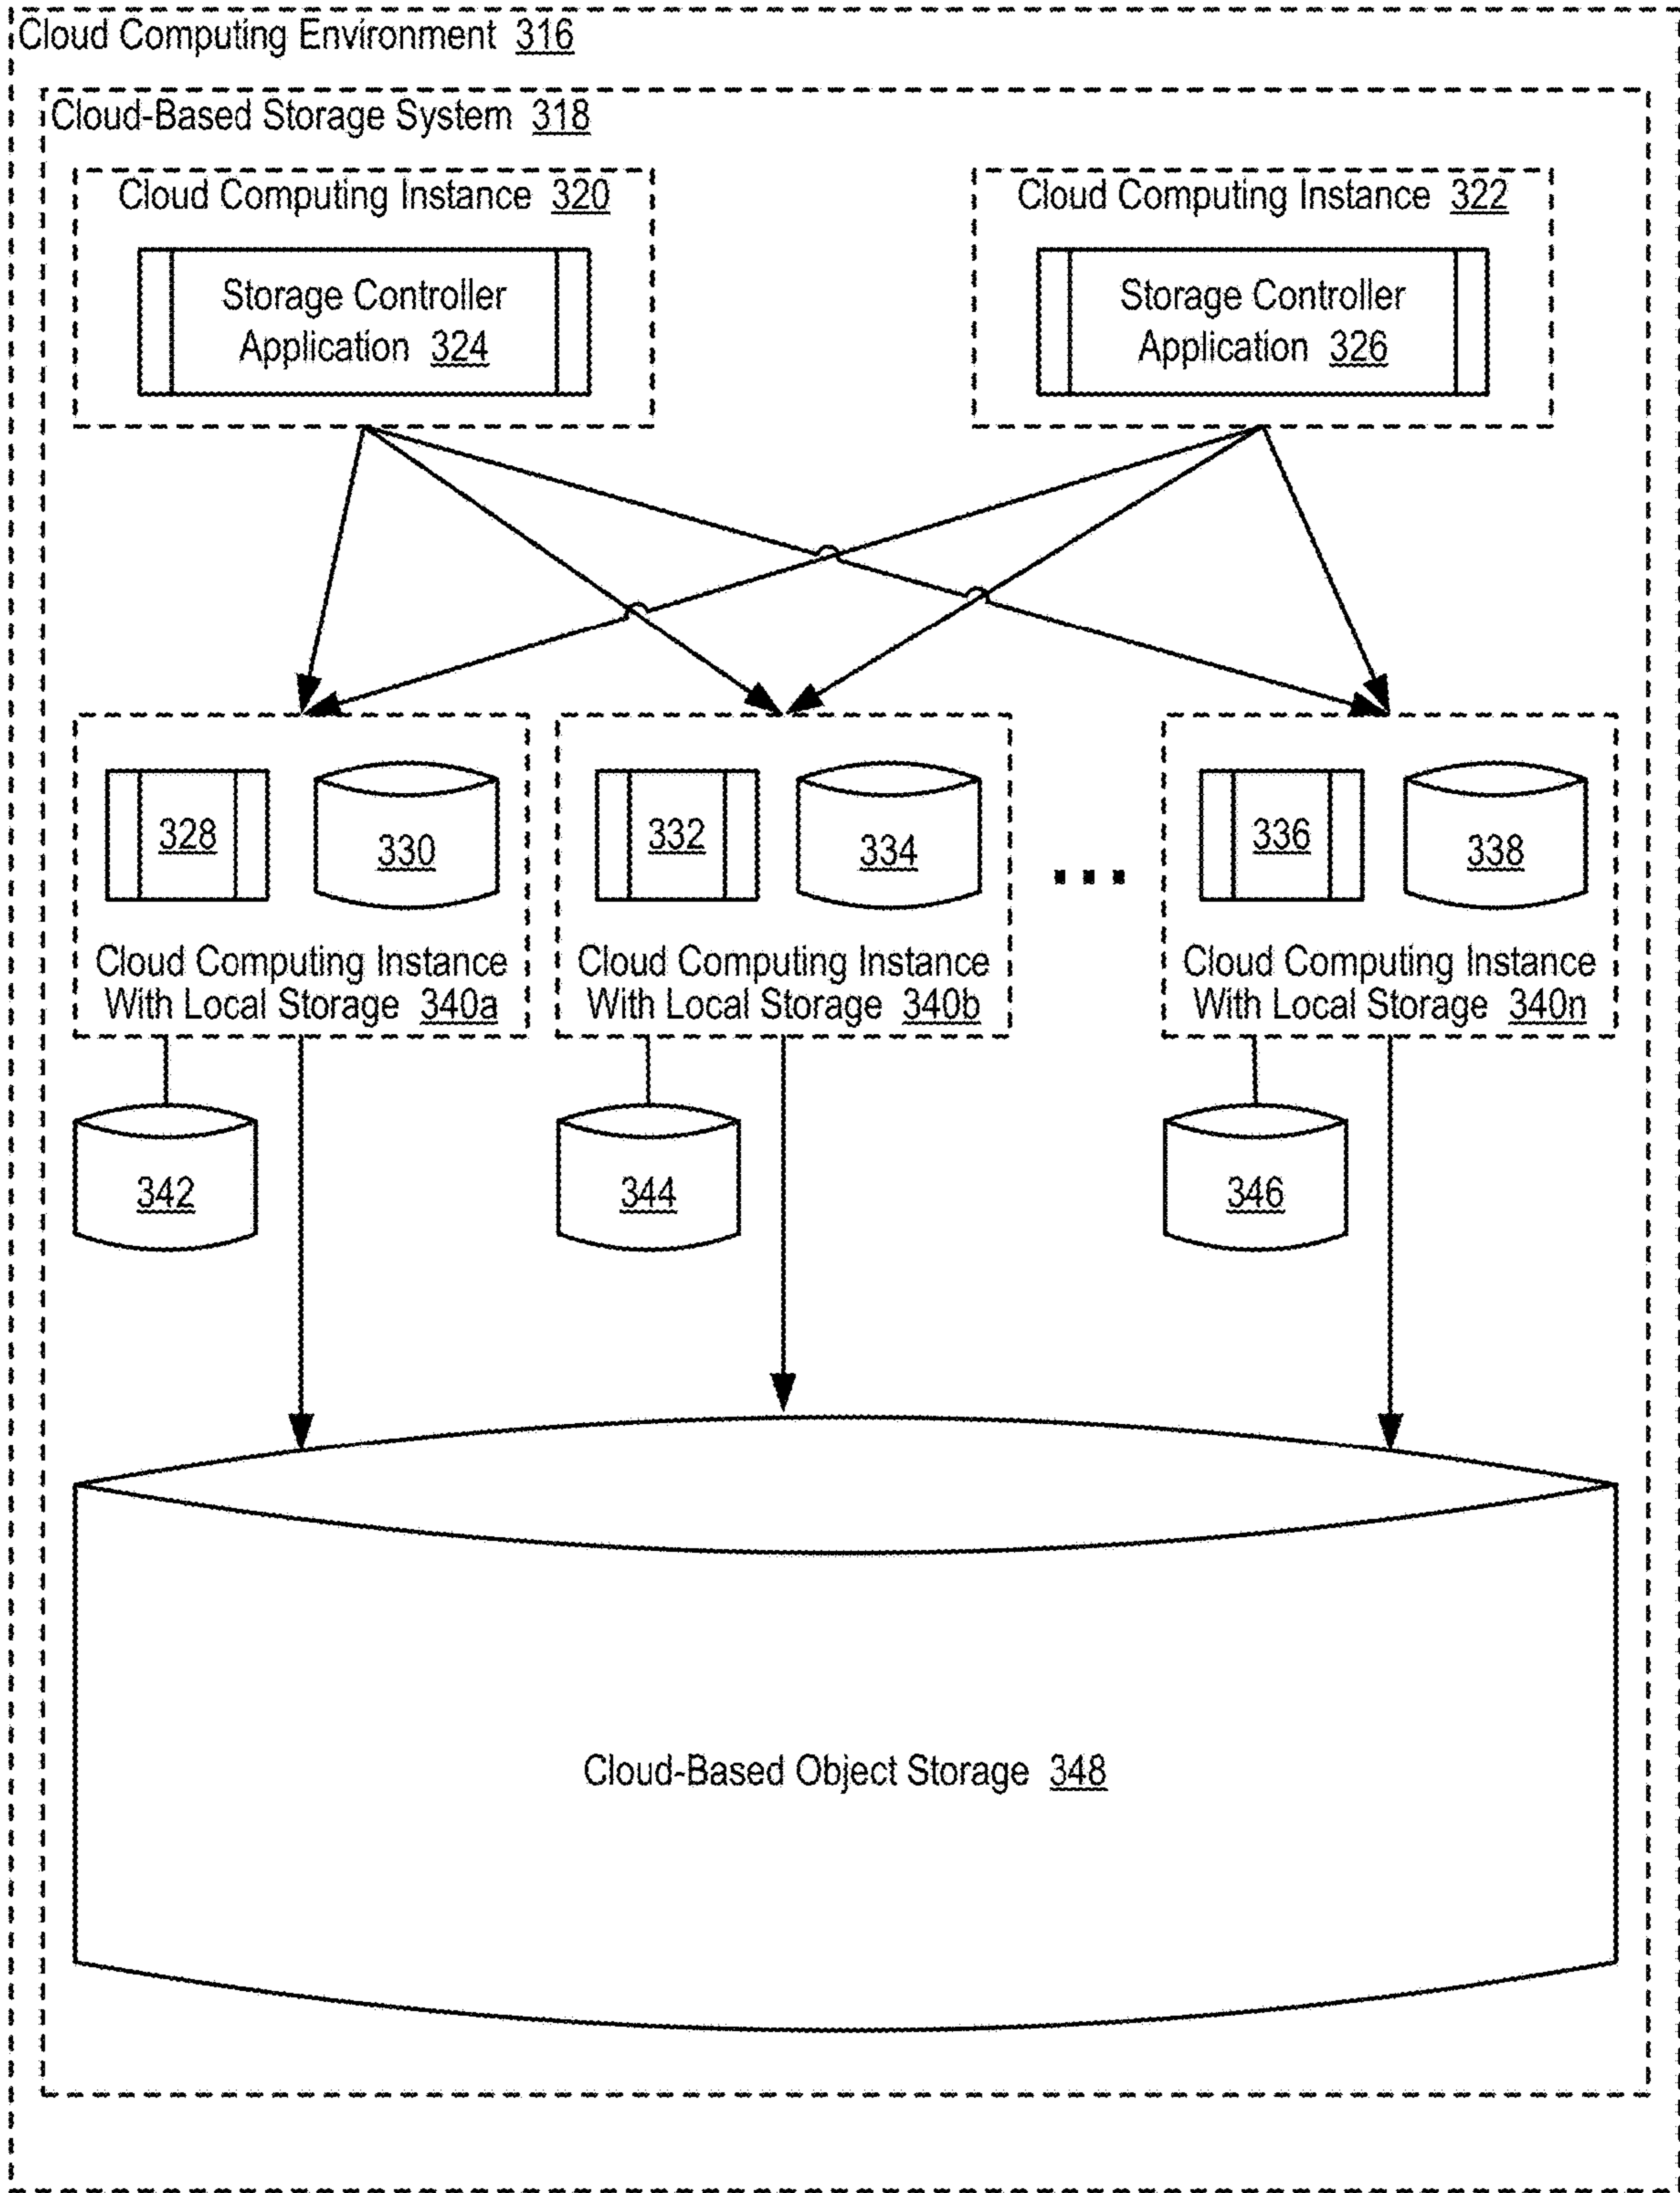 Cloud Computing Environment 316
Cloud-Based Storage System 318
Cloud Computing Instance 320
Storage Controller
Application 324
Cloud Computing Instance 322
Storage Controller
Application 326
328
330
Cloud Computing Instance
With Local Storage 340a
332
334
Cloud Computing Instance
With Local Storage 340b
...
336
338
Cloud Computing Instance
With Local Storage 340n
342
344
346
Cloud-Based Object Storage 348